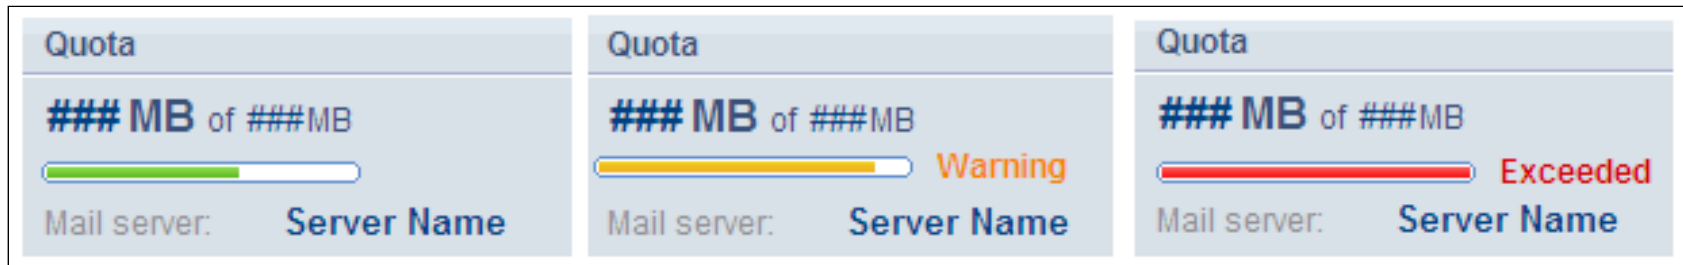 Quota
### MB of ###MB
Mail server: Server Name
Quota
### MB of ###MB
Warning
Mail server: Server Name
Quota
### MB of ###MB
Exceeded
Mail server: Server Name